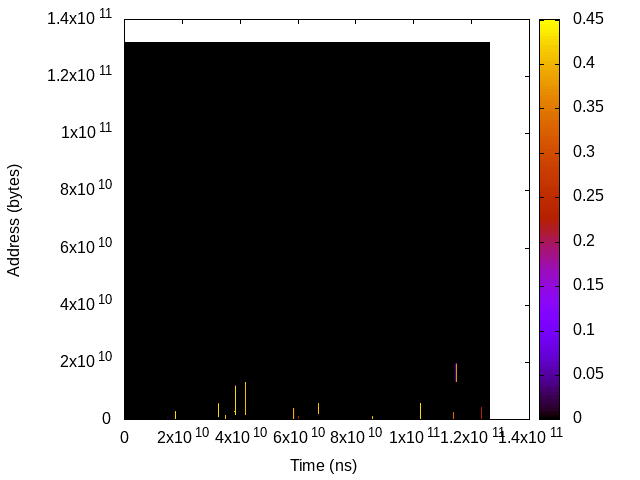 1.4x10 11
1.2x10 11
1x10 11
8x10 10
6x10 10
4x10 10
2x10 10
0
Address (bytes)
0 2x10 10 4x10 10 6x10 10 8x10 10 1x10 11 1.2x10 11 1.4x10 11
Time (ns)
0.45
0.4
0.35
0.3
0.25
0.2
0.15
0.1
0.05
0